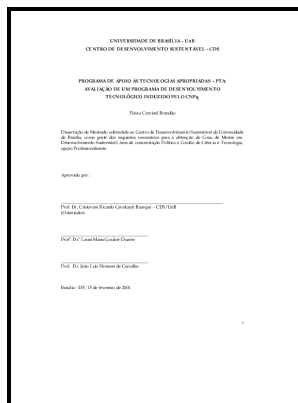 UNIVERSIDADE DE BRASÍLIA - UnB
CENTRO DE DESENVOLVIMENTO SUSTENTÁVEL - CDS
PROGRAMA DE APOIO ÀS TECNOLOGIAS APROPRIADAS - PTA:
AVALIAÇÃO DE UM PROGRAMA DE DESENVOLVIMENTO
TECNOLÓGICO INDUZIDO PELO CNPq
Flávio Cruvinel Brandão
Dissertação de Mestrado submetida ao Centro de Desenvolvimento Sustentável da Universidade
de Brasília, como parte dos requisitos necessários para a obtenção do Grau de Mestre em
Desenvolvimento Sustentável, área de concentração Política e Gestão de Ciência e Tecnologia,
opção Profissionalizante.
Aprovado por :
Prof. Dr. Cristovam Ricardo Cavalcanti Buarque - CDS/UnB
(Orientador)
Profª. Drª Laura Maria Goulart Duarte
Prof. Dr. João Luiz Homem de Carvalho
Brasília - DF, 15 de fevereiro de 2001